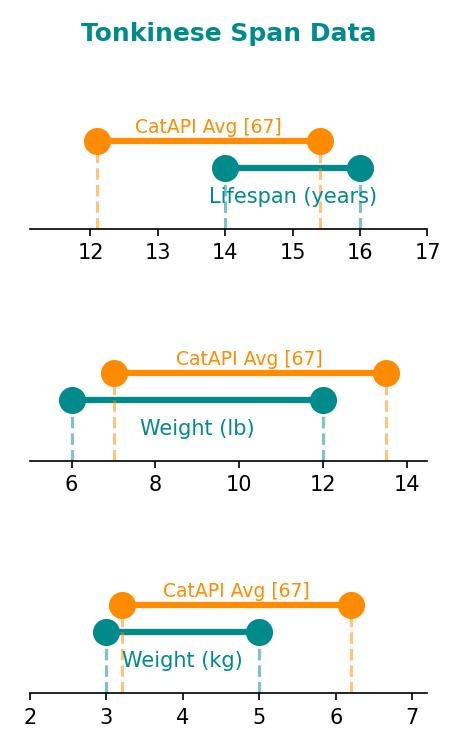 Tonkinese Span Data
CatAPI Avg [67]
Lifespan (years)
12 13 14 15 16 17
CatAPI Avg [67]
Weight (lb)
6 8 10 12 14
CatAPI Avg [67]
Weight (kg)
2 3 4 5 6 7